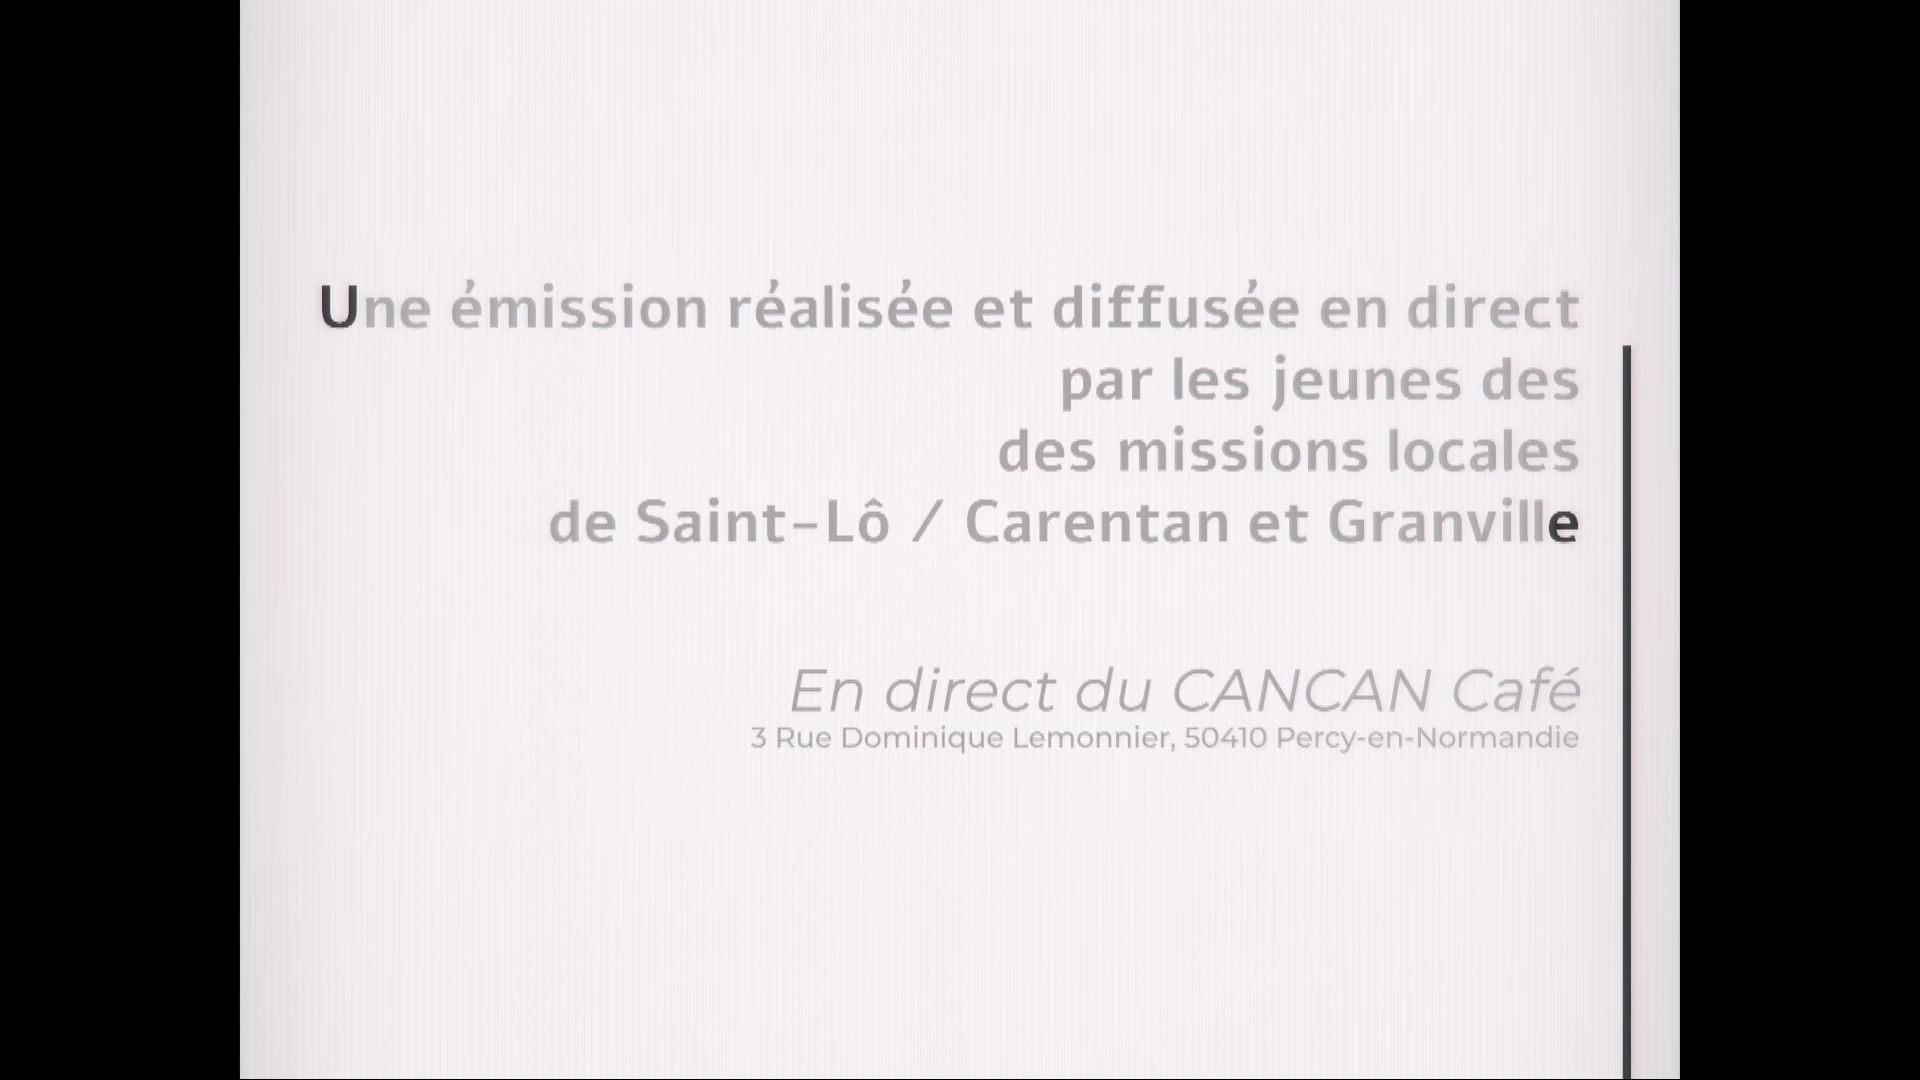 Une émission réalisée et diffusée en direct
par les jeunes des
des missions locales
de Saint-Lô / Carentan et Granville
En direct du CANCAN Café
3 Rue Dominique Lemonnier, 50410 Percy-en-Normandie